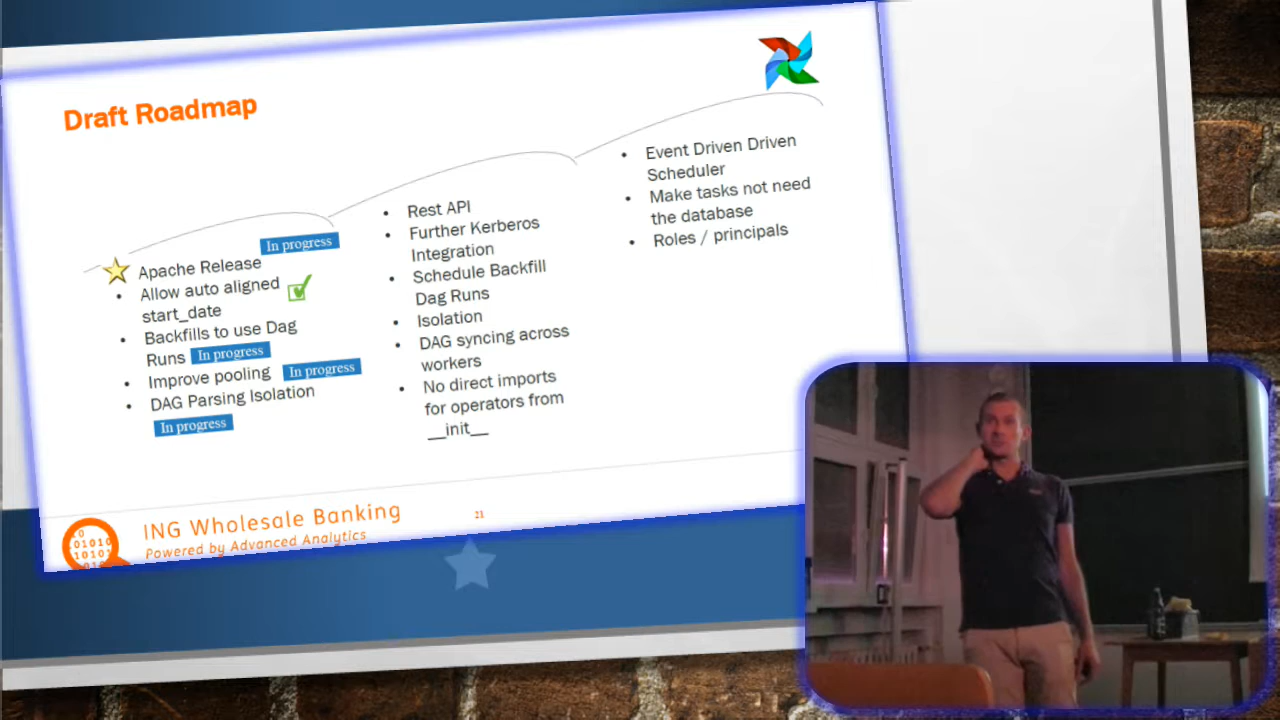 Draft Roadmap
In progress
Apache Release
Allow auto aligned
start_date
Backfills to use Dag
Runs In progress
Improve pooling In progress
DAG Parsing Isolation
In progress
Rest API
Further Kerberos
Integration
Schedule Backfill
Dag Runs
Isolation
DAG syncing across
workers
No direct imports
for operators from
__init__
Event Driven Driven
Scheduler
Make tasks not need
the database
Roles / principals
ING Wholesale Banking
Powered by Advanced Analytics
21